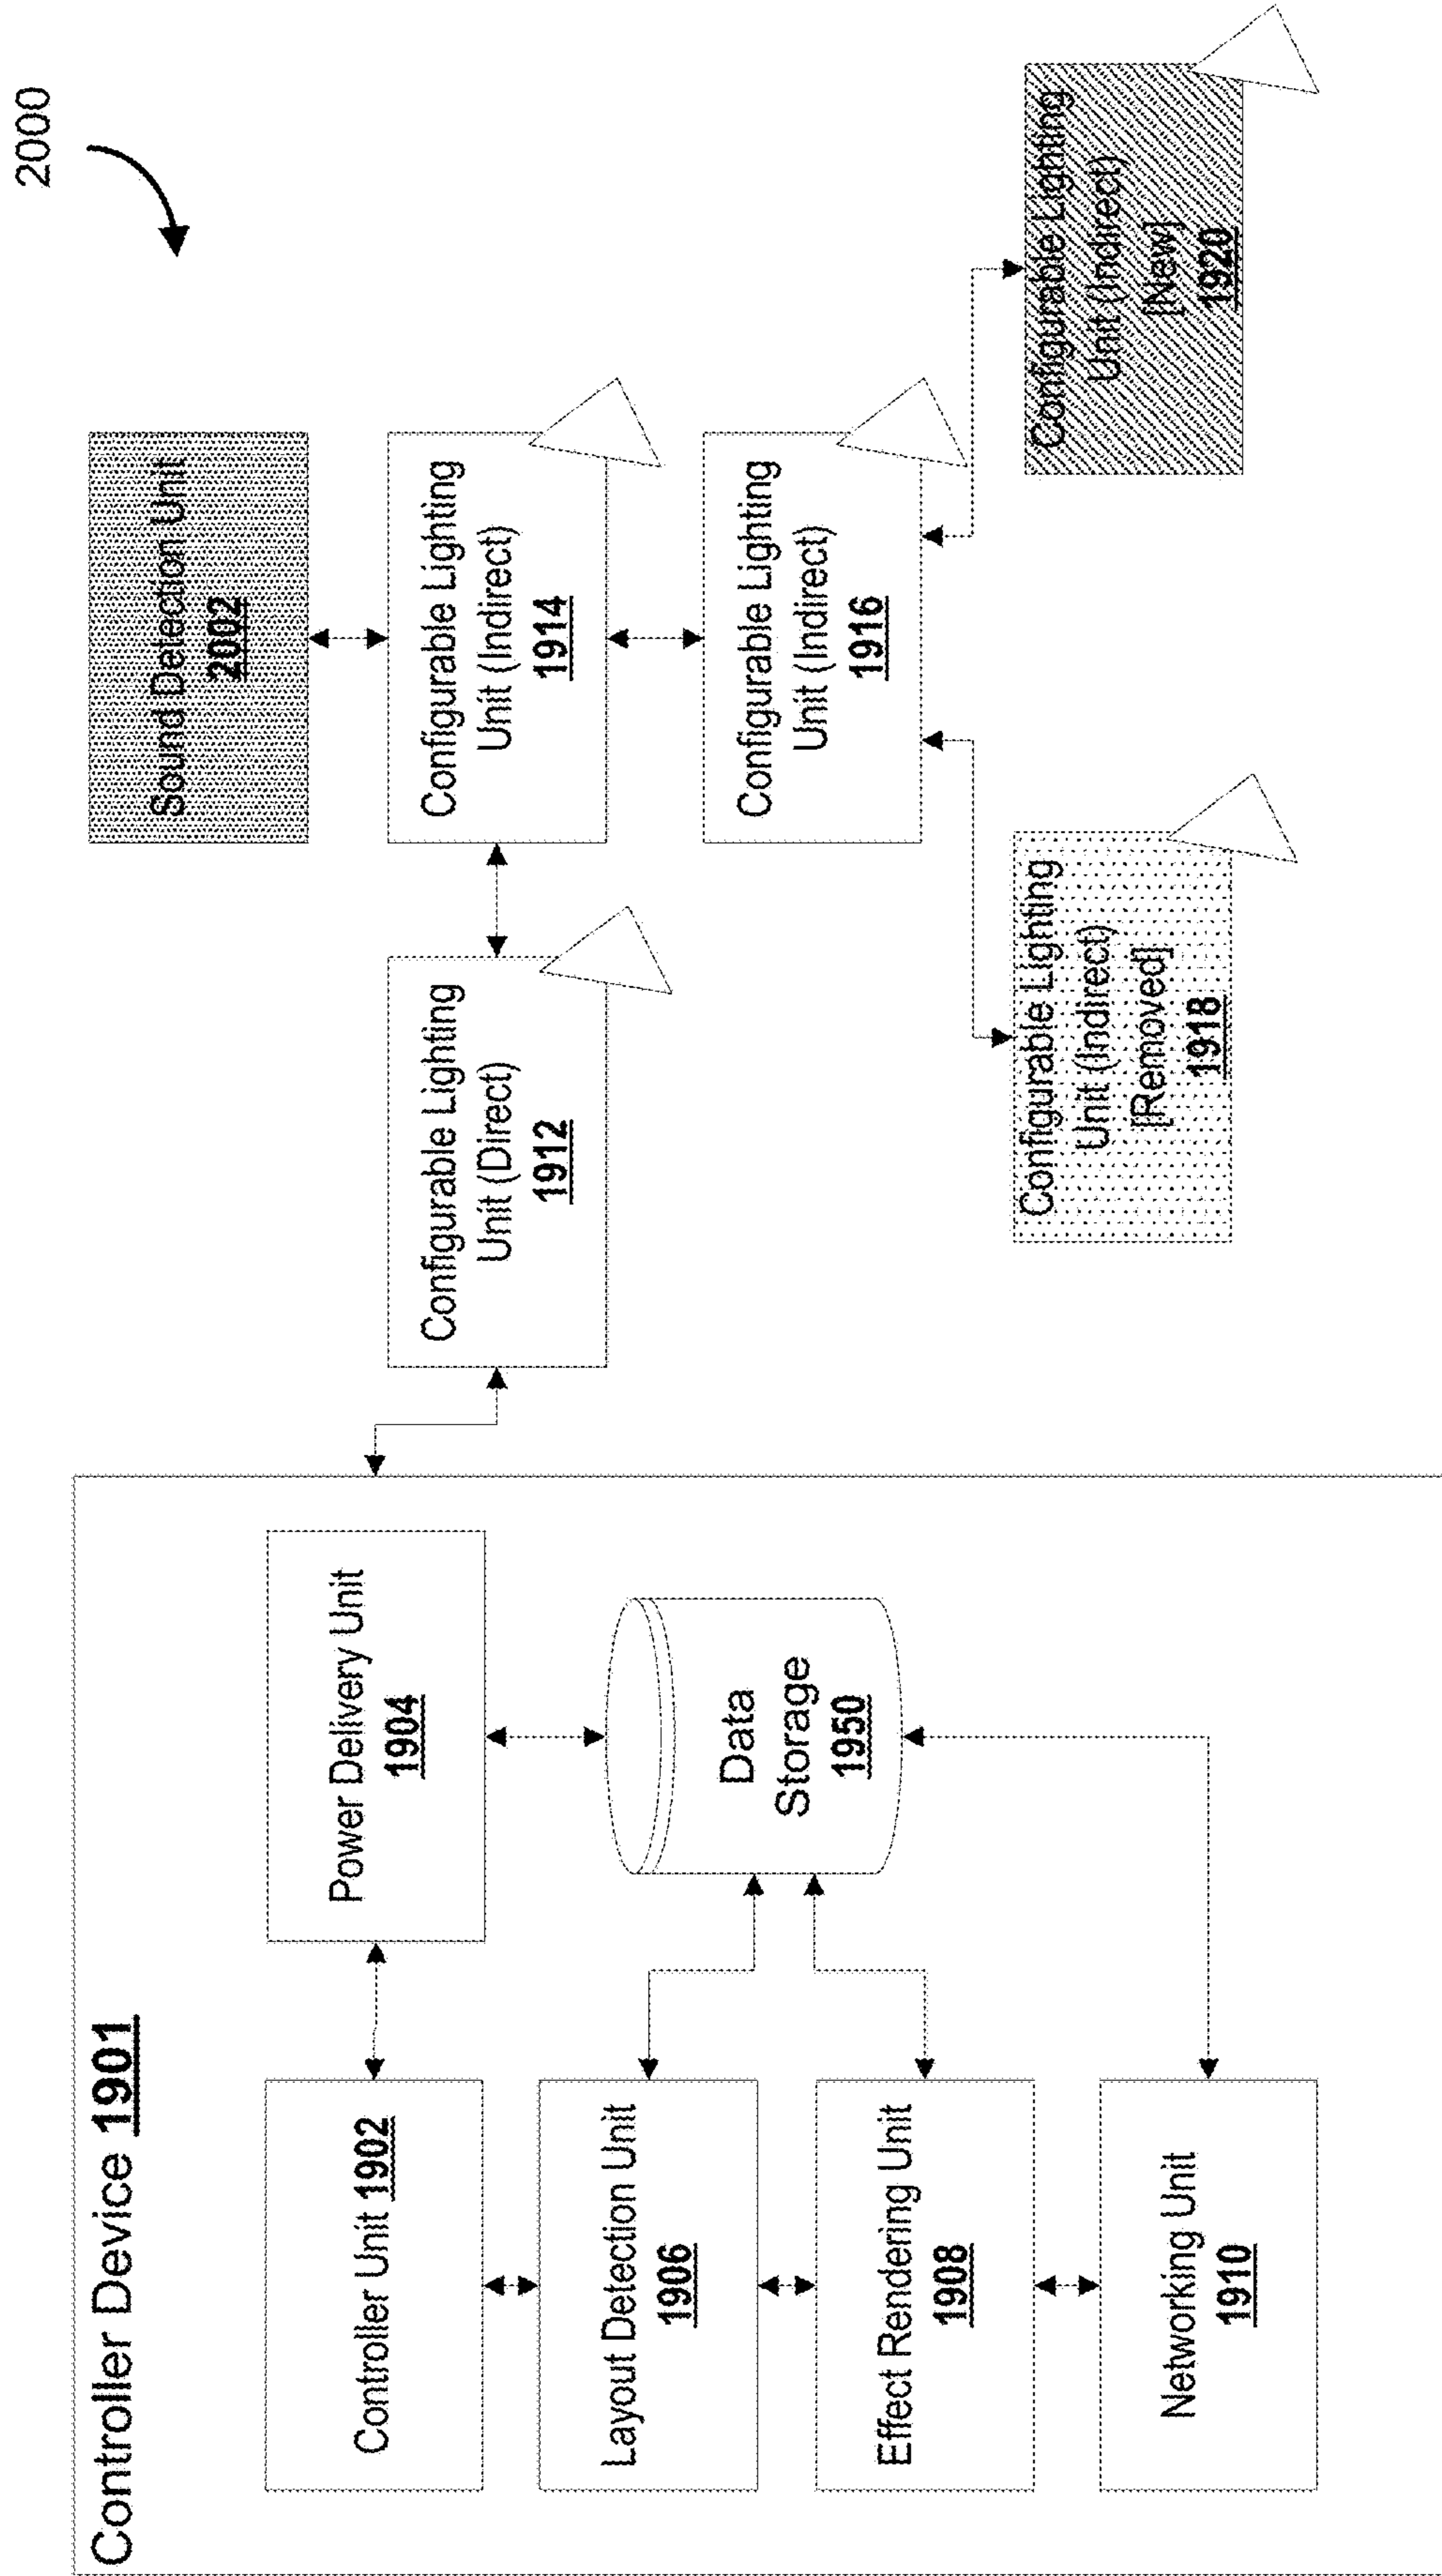 2000
Controller Device 1901
Controller Unit 1902
Power Delivery Unit
1904
Layout Detection Unit
1906
Effect Rendering Unit
1908
Networking Unit
1910
Data
Storage
1950
Configurable Lighting
Unit (Direct)
1912
Sound Detection Unit
2002
Configurable Lighting
Unit (Indirect)
1914
Configurable Lighting
Unit (Indirect)
1916
Configurable Lighting
Unit (Indirect)
[Removed]
1918
Configurable Lighting
Unit (Indirect)
[New]
1920